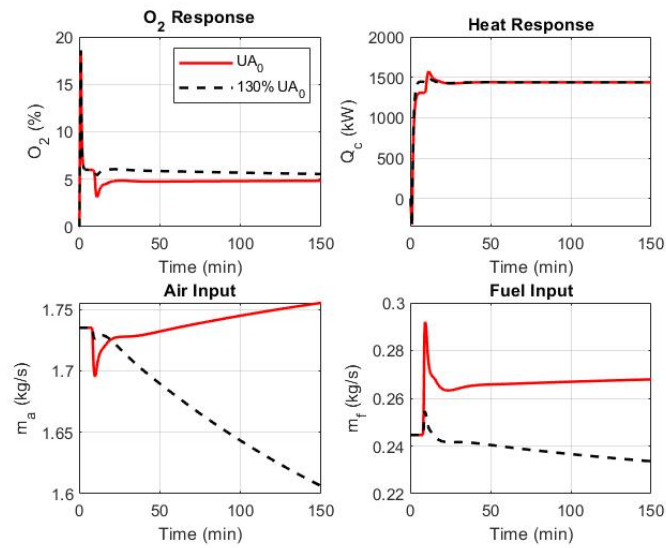 O₂ Response
20
15
10
5
0
O₂ (%)
UA₀
130% UA₀
0 50 100 150
Time (min)
Heat Response
2000
1500
1000
500
0
Q_c (kW)
0 50 100 150
Time (min)
Air Input
1.75
1.7
1.65
1.6
m_a (kg/s)
0 50 100 150
Time (min)
Fuel Input
0.3
0.28
0.26
0.24
0.22
m_f (kg/s)
0 50 100 150
Time (min)